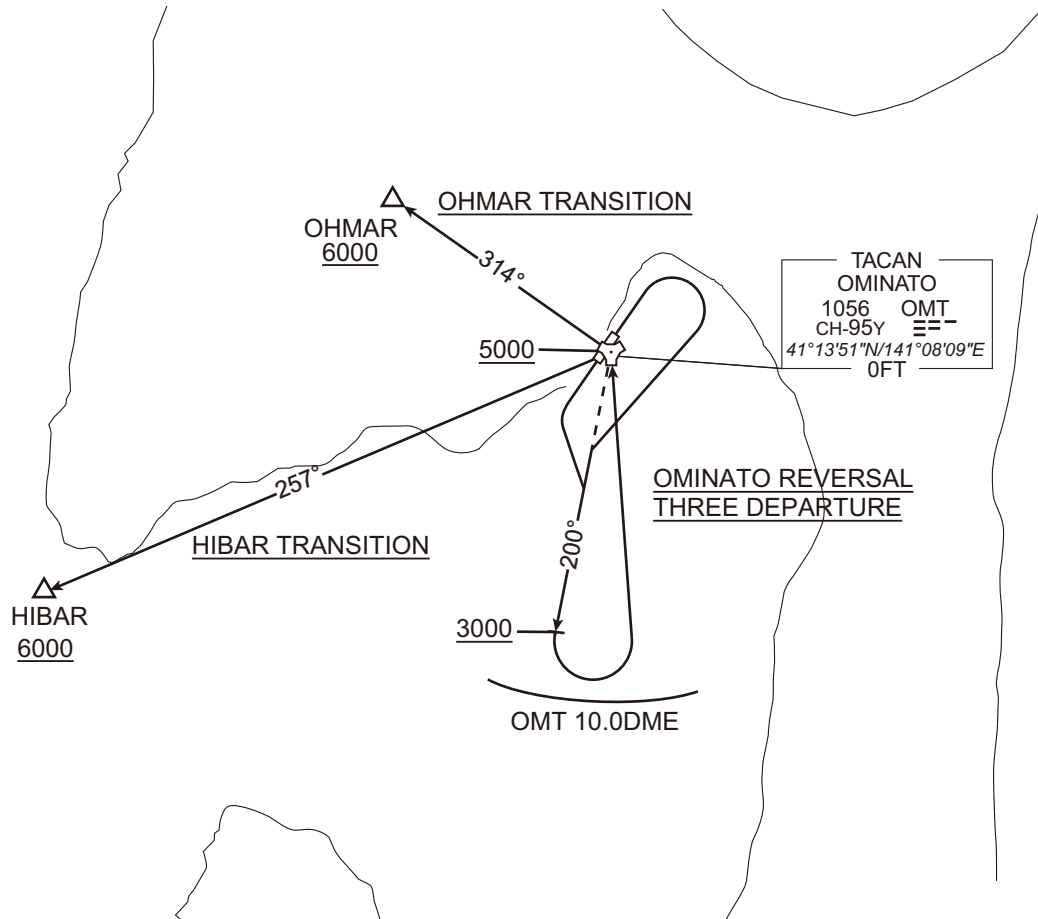 OHMAR TRANSITION
OHMAR
6000
314°
TACAN
OMINATO
1056 OMT
CH-95Y
41°13'51"N/141°08'09"E
0FT
5000
OMINATO REVERSAL
THREE DEPARTURE
257°
HIBAR TRANSITION
200°
HIBAR
6000
3000
OMT 10.0DME